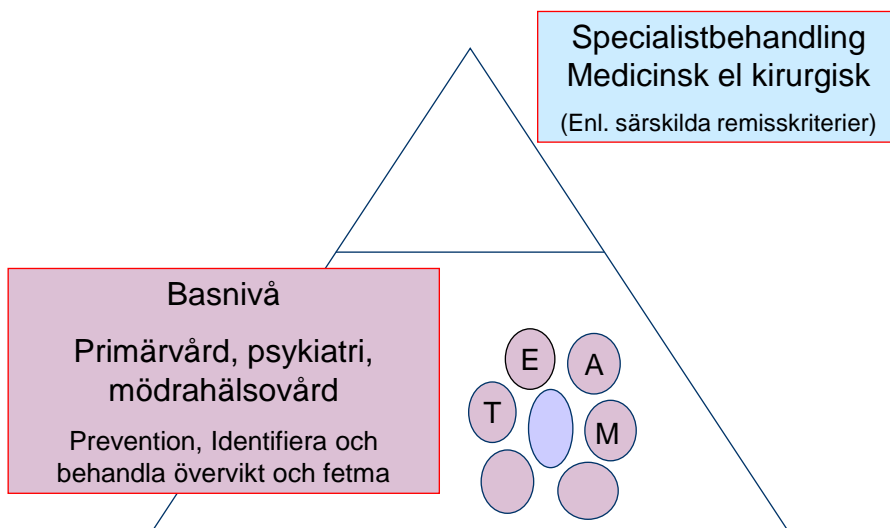 Specialistbehandling
Medicinsk el kirurgisk
(Enl. särskilda remisskriterier)
Basnivå
Primärvård, psykiatri,
mödrahälsovård
Prevention, Identifiera och
behandla övervikt och fetma
T
E
A
M